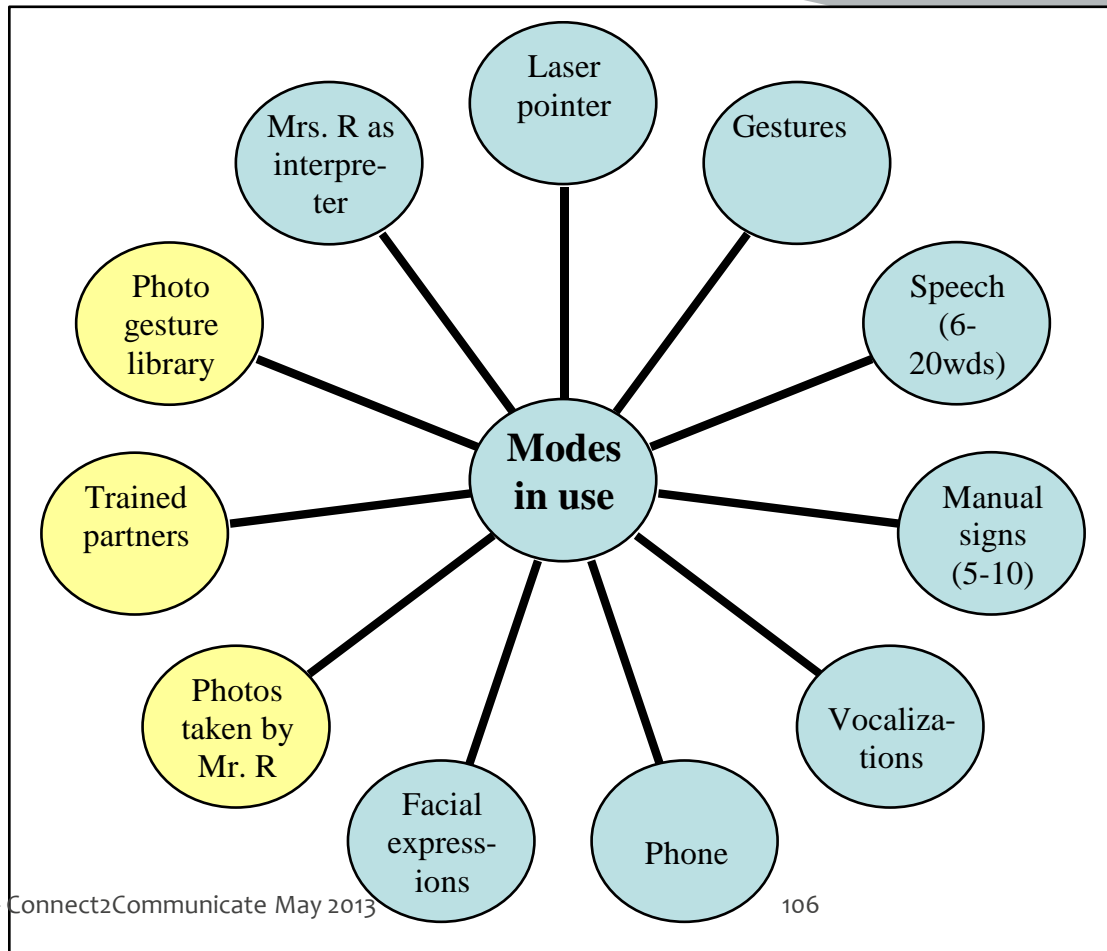 Laser
pointer
Gestures
Mrs. R as
interpre-
ter
Photo
gesture
library
Speech
(6-
20wds)
Modes
in use
Trained
partners
Manual
signs
(5-10)
Photos
taken by
Mr. R
Vocaliza-
tions
Facial
express-
ions
Phone
Connect2Communicate May 2013
106